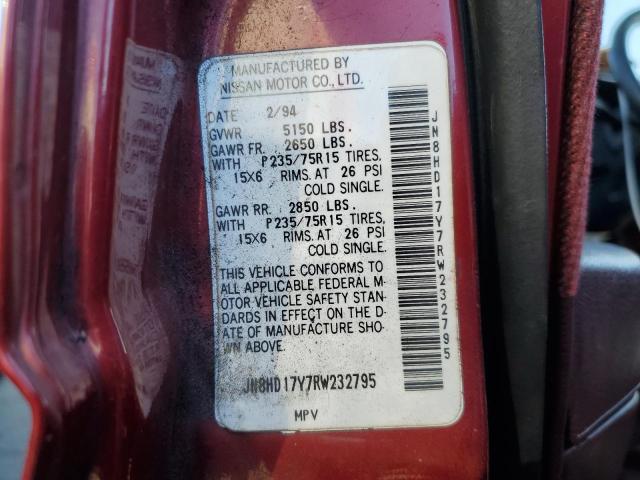 MANUFACTURED BY
NISSAN MOTOR CO., LTD.
DATE 2/94
GVWR 5150 LBS.
GAWR FR. 2650 LBS.
WITH P235/75R15 TIRES,
15X6 RIMS, AT 26 PSI
COLD SINGLE.
GAWR RR. 2850 LBS.
WITH P235/75R15 TIRES,
15X6 RIMS, AT 26 PSI
COLD SINGLE.
THIS VEHICLE CONFORMS TO
ALL APPLICABLE FEDERAL M-
OTOR VEHICLE SAFETY STAN-
DARDS IN EFFECT ON THE D-
ATE OF MANUFACTURE SHO-
WN ABOVE.
JN8HD17Y7RW232795
MPV
JN8HD17Y7RW232795